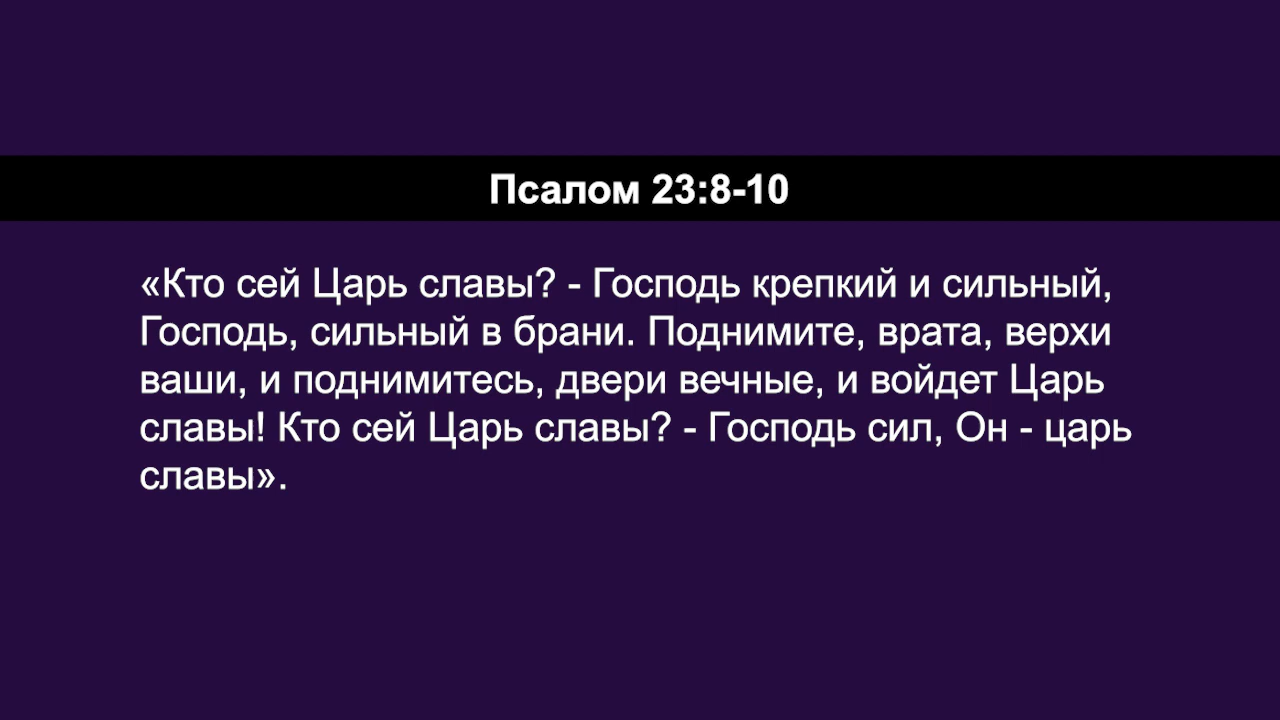 Псалом 23:8-10
«Кто сей Царь славы? - Господь крепкий и сильный,
Господь, сильный в брани. Поднимите, врата, верхи
ваши, и поднимитесь, двери вечные, и войдет Царь
славы! Кто сей Царь славы? - Господь сил, Он - царь
славы».